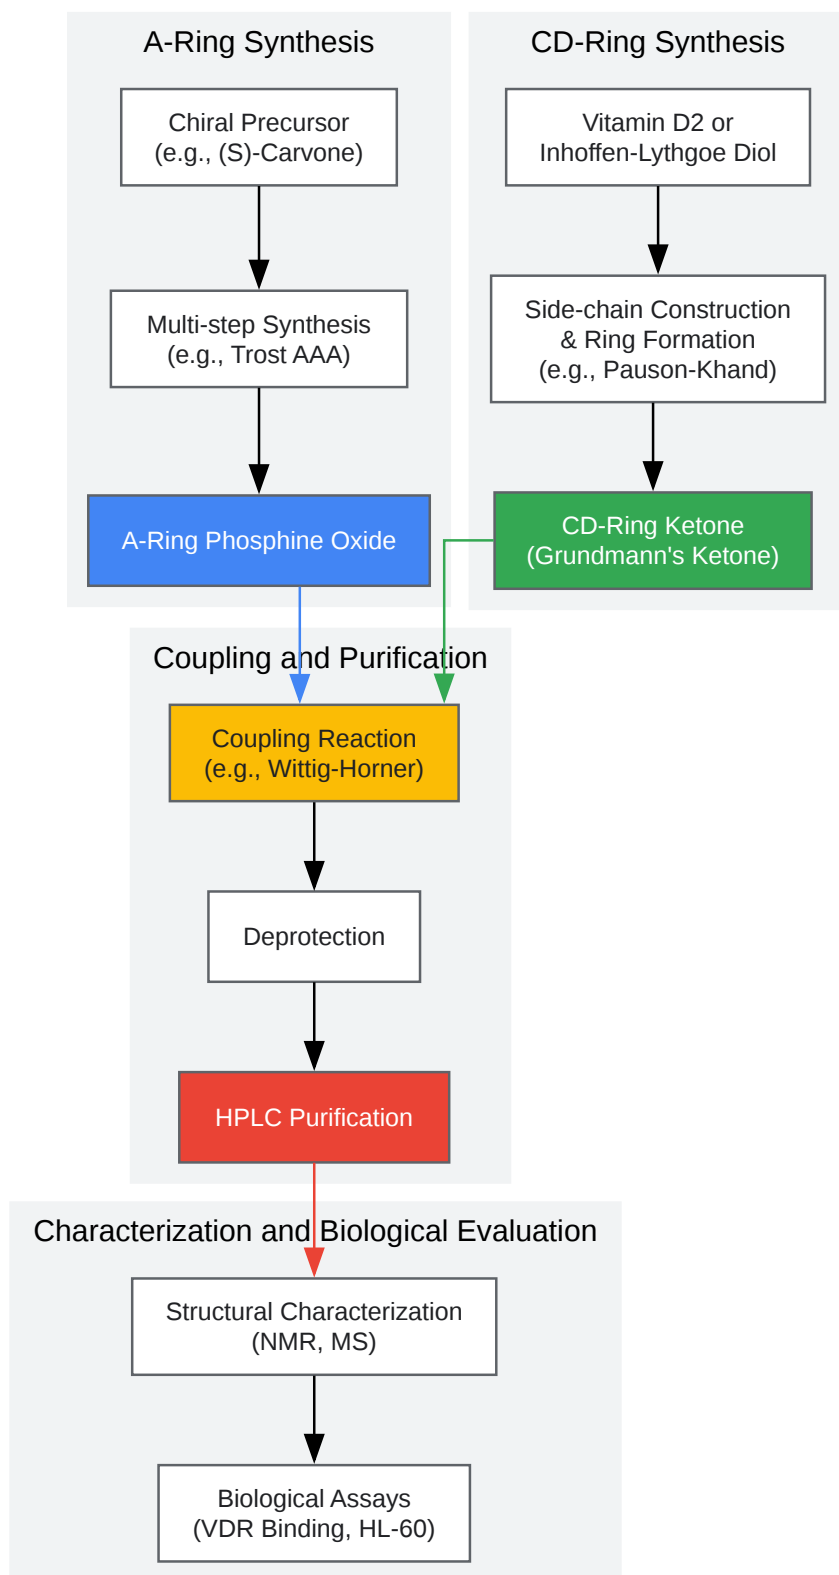 A-Ring Synthesis
Chiral Precursor
(e.g., (S)-Carvone)
Multi-step Synthesis
(e.g., Trost AAA)
A-Ring Phosphine Oxide
CD-Ring Synthesis
Vitamin D2 or
Inhoffen-Lythgoe Diol
Side-chain Construction
& Ring Formation
(e.g., Pauson-Khand)
CD-Ring Ketone
(Grundmann's Ketone)
Coupling and Purification
Coupling Reaction
(e.g., Wittig-Horner)
Deprotection
HPLC Purification
Characterization and Biological Evaluation
Structural Characterization
(NMR, MS)
Biological Assays
(VDR Binding, HL-60)